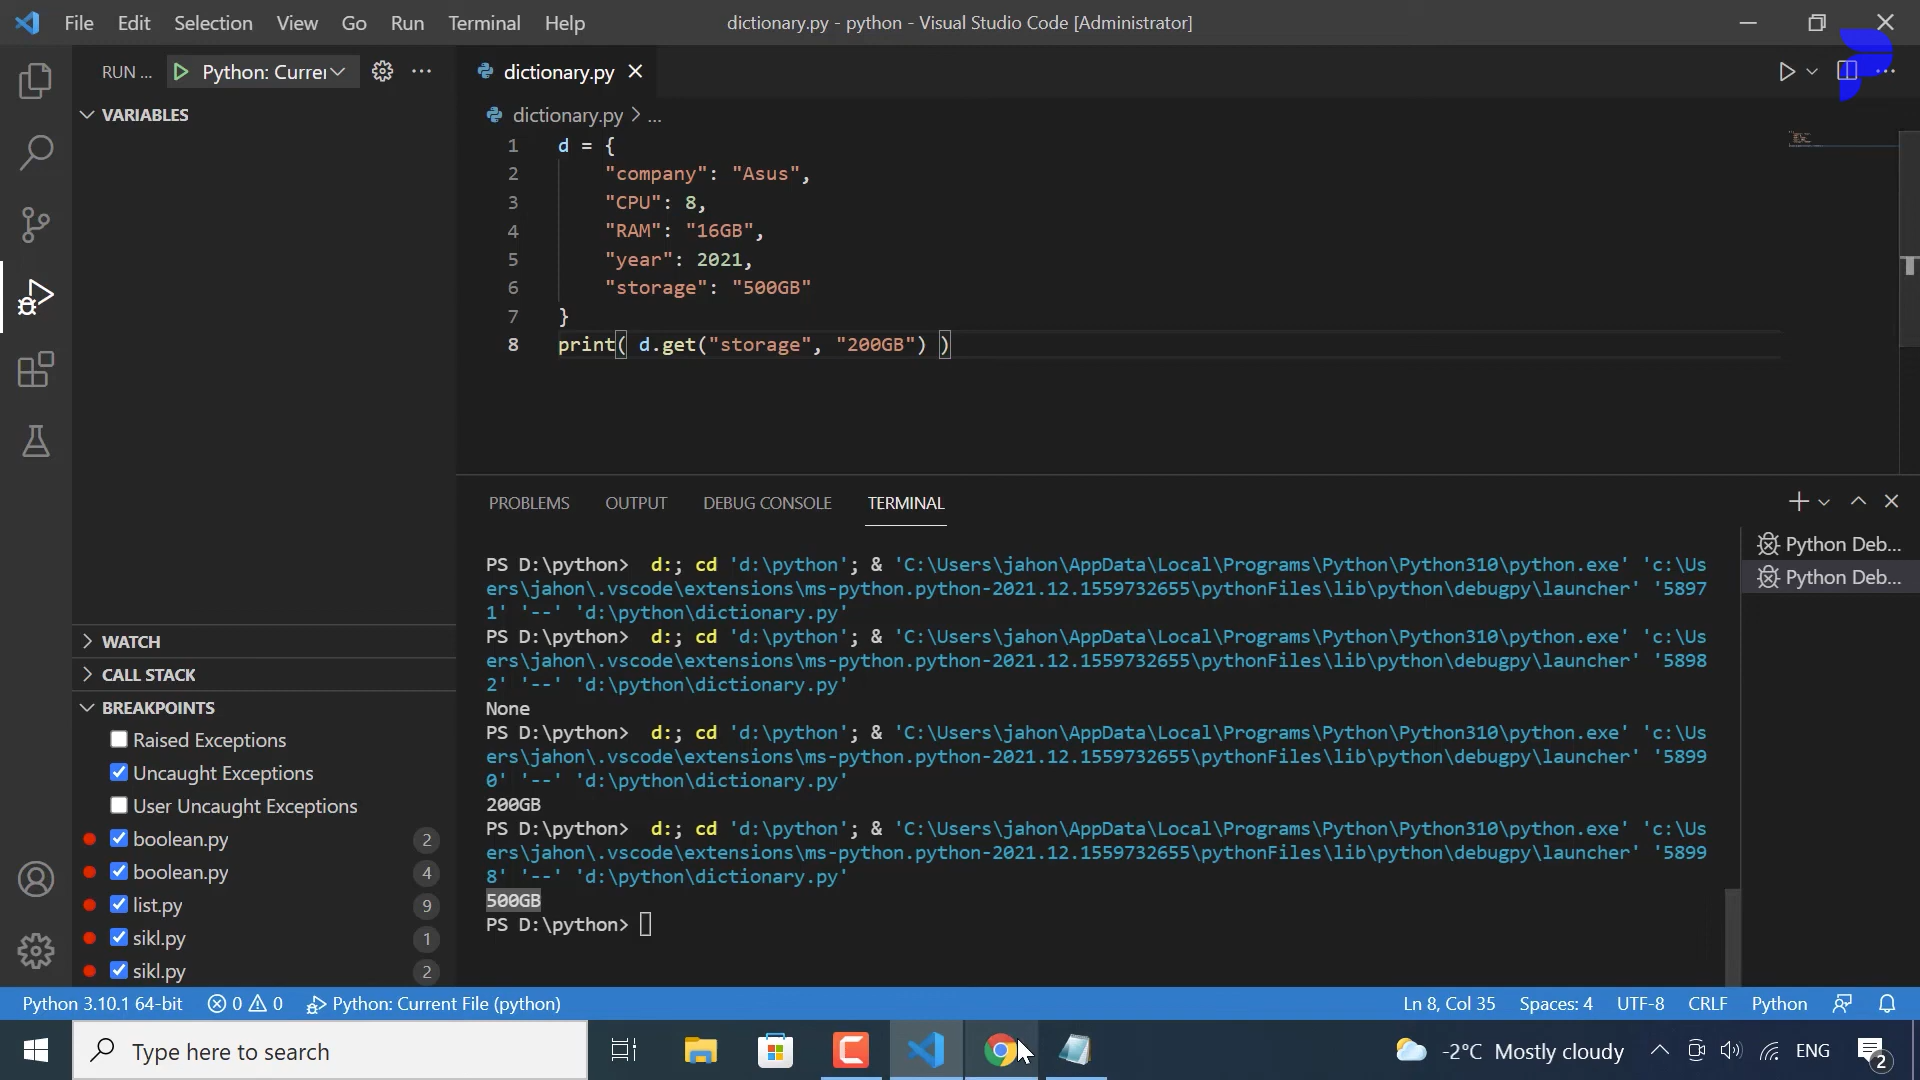 File Edit Selection View Go Run Terminal Help
dictionary.py - python - Visual Studio Code [Administrator]
RUN ...
Python: Currer
dictionary.py
VARIABLES
dictionary.py > ...
1 d = {
2 "company": "Asus",
3 "CPU": 8,
4 "RAM": "16GB",
5 "year": 2021,
6 "storage": "500GB"
7 }
8 print( d.get("storage", "200GB") )
PROBLEMS OUTPUT DEBUG CONSOLE TERMINAL
PS D:\python>  d:; cd 'd:\python'; & 'C:\Users\jahon\AppData\Local\Programs\Python\Python310\python.exe' 'c:\Us
ers\jahon\.vscode\extensions\ms-python.python-2021.12.1559732655\pythonFiles\lib\python\debugpy\launcher' '5897
1' '--' 'd:\python\dictionary.py'
PS D:\python>  d:; cd 'd:\python'; & 'C:\Users\jahon\AppData\Local\Programs\Python\Python310\python.exe' 'c:\Us
ers\jahon\.vscode\extensions\ms-python.python-2021.12.1559732655\pythonFiles\lib\python\debugpy\launcher' '5898
2' '--' 'd:\python\dictionary.py'
None
PS D:\python>  d:; cd 'd:\python'; & 'C:\Users\jahon\AppData\Local\Programs\Python\Python310\python.exe' 'c:\Us
ers\jahon\.vscode\extensions\ms-python.python-2021.12.1559732655\pythonFiles\lib\python\debugpy\launcher' '5899
0' '--' 'd:\python\dictionary.py'
200GB
PS D:\python>  d:; cd 'd:\python'; & 'C:\Users\jahon\AppData\Local\Programs\Python\Python310\python.exe' 'c:\Us
ers\jahon\.vscode\extensions\ms-python.python-2021.12.1559732655\pythonFiles\lib\python\debugpy\launcher' '5899
8' '--' 'd:\python\dictionary.py'
500GB
PS D:\python>
Python Deb...
Python Deb...
WATCH
CALL STACK
BREAKPOINTS
Raised Exceptions
Uncaught Exceptions
User Uncaught Exceptions
boolean.py 2
boolean.py 4
list.py 9
sikl.py 1
sikl.py 2
Python 3.10.1 64-bit 0 0 Python: Current File (python) Ln 8, Col 35 Spaces: 4 UTF-8 CRLF Python
Type here to search
-2°C Mostly cloudy ENG 2